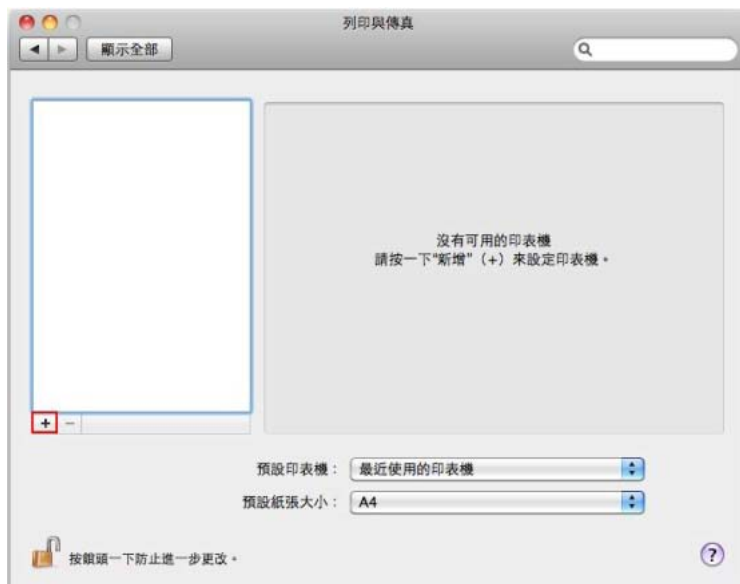 列印與傳真
顯示全部
沒有可用的印表機
請按一下“新增”（+）來設定印表機。
+ −
預設印表機： 最近使用的印表機
預設紙張大小： A4
按鎖頭一下防止進一步更改。
?